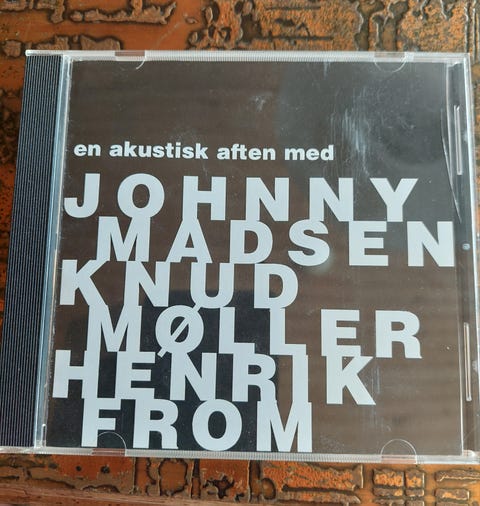 en akustisk aften med
JOHNNY
MADSEN
KNUD
MØLLER
HENRIK
FROM